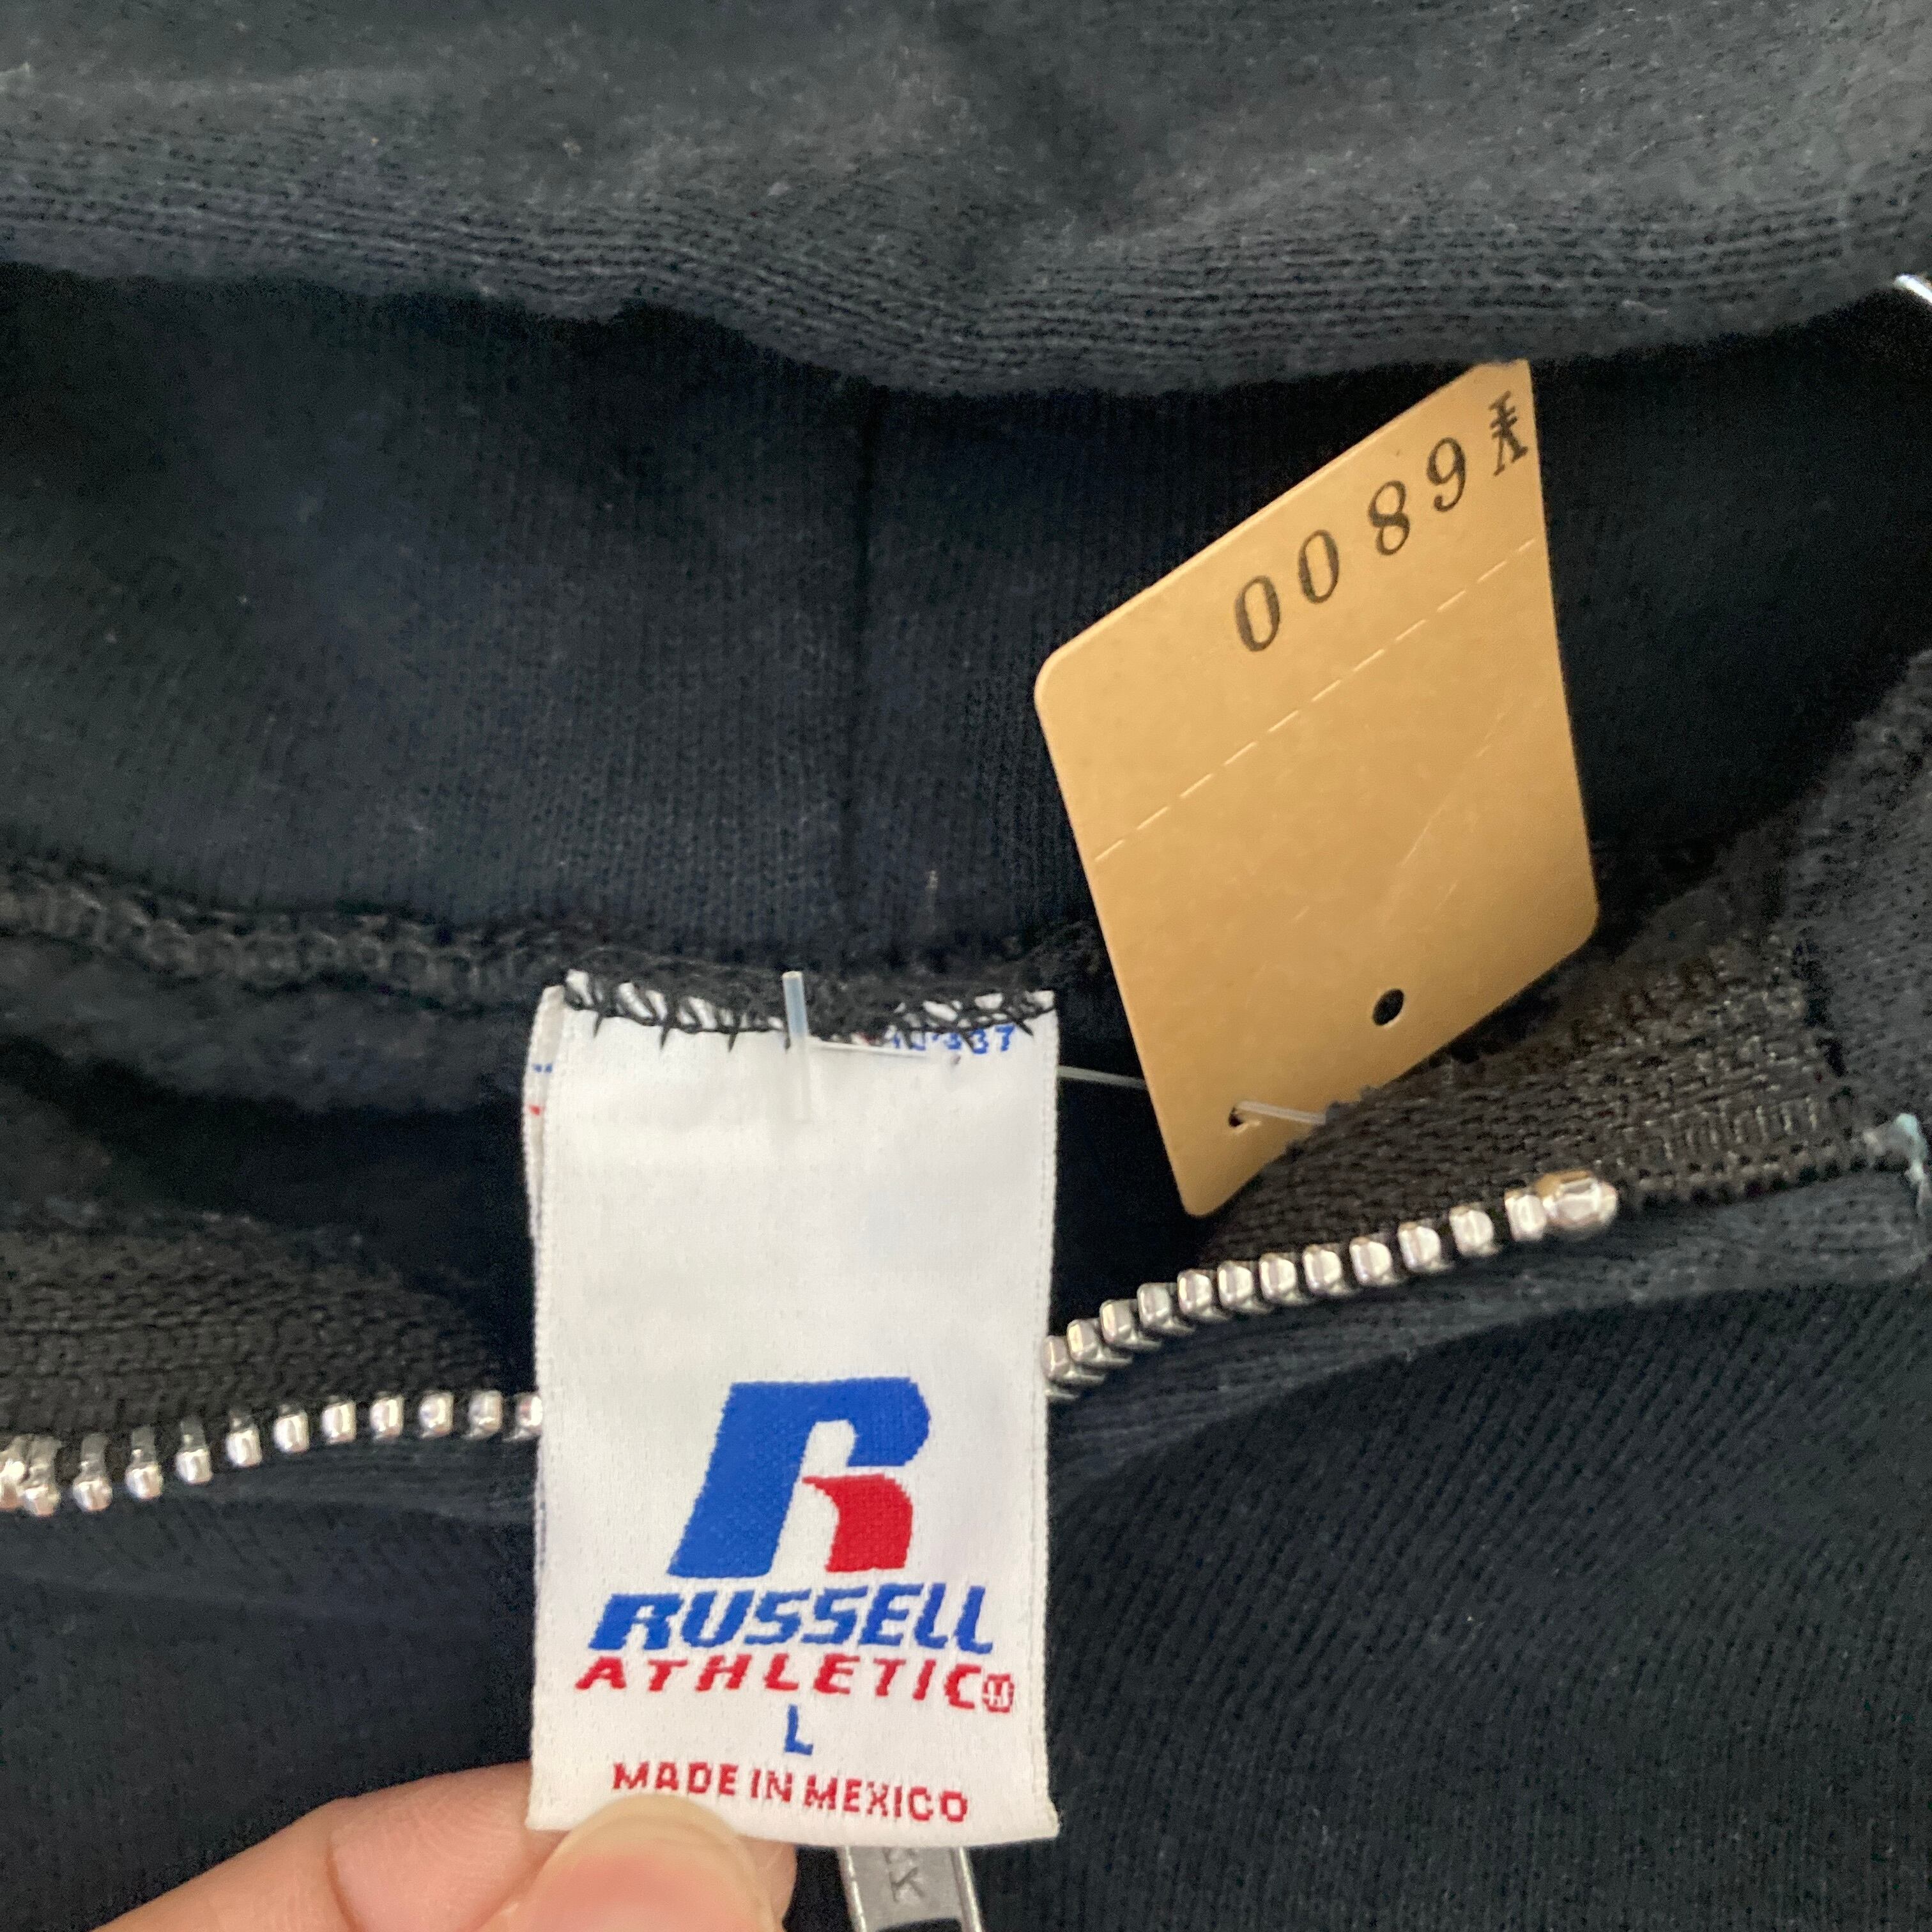 ¥6800
RUSSELL
ATHLETIC
L
MADE IN MEXICO